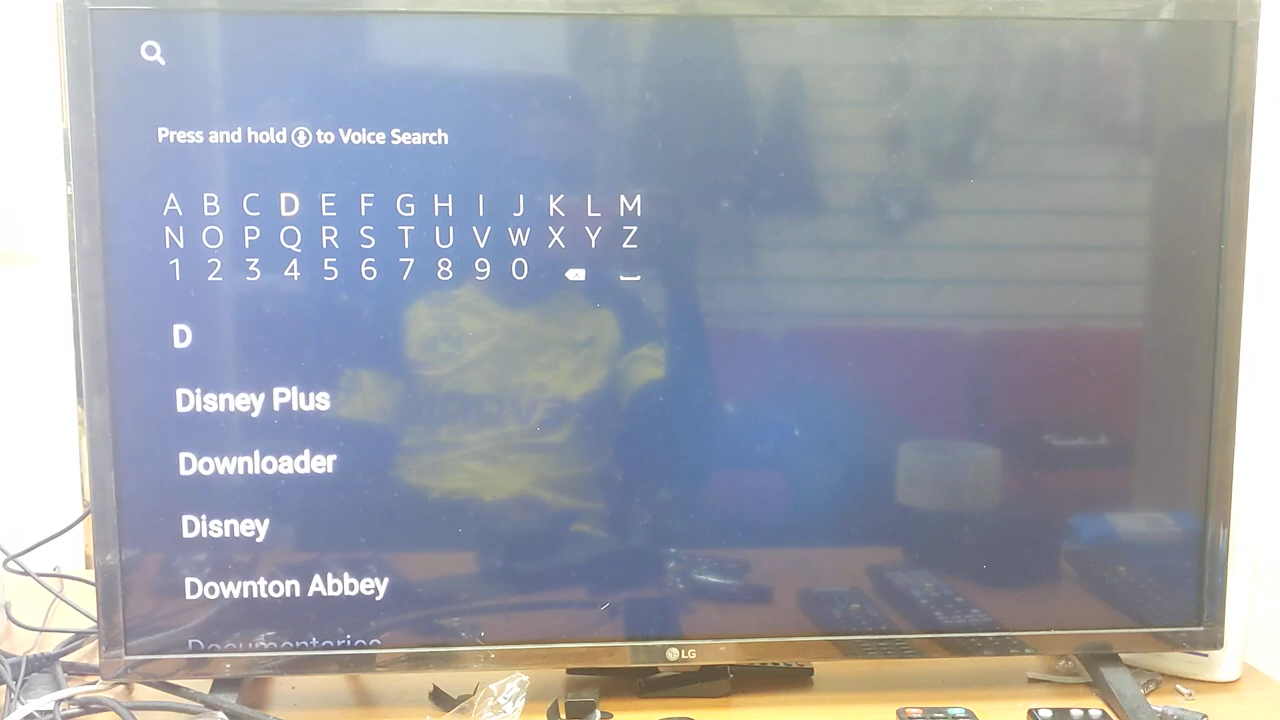 Press and hold to Voice Search
A B C D E F G H I J K L M
N O P Q R S T U V W X Y Z
1 2 3 4 5 6 7 8 9 0
D
Disney Plus
Downloader
Disney
Downton Abbey
Documentaries
LG